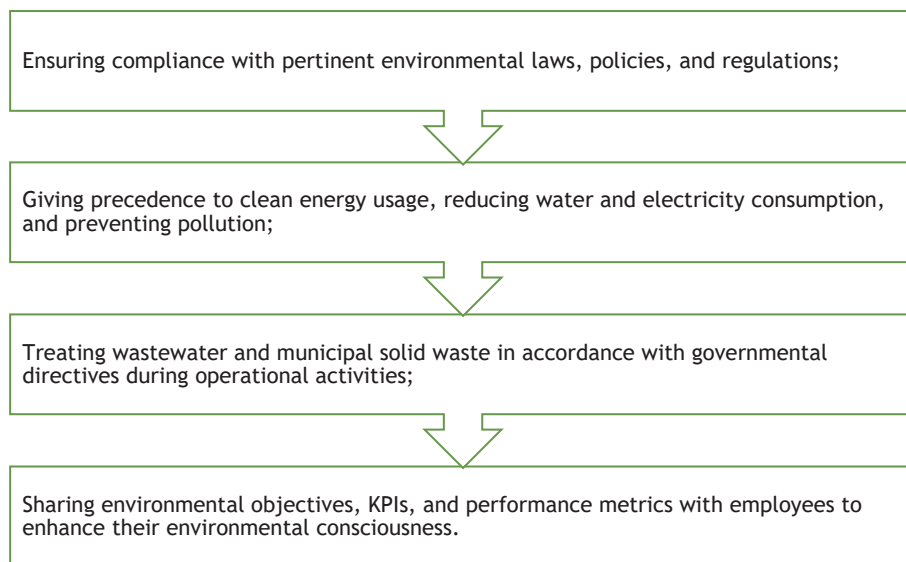 Ensuring compliance with pertinent environmental laws, policies, and regulations;
Giving precedence to clean energy usage, reducing water and electricity consumption,
and preventing pollution;
Treating wastewater and municipal solid waste in accordance with governmental
directives during operational activities;
Sharing environmental objectives, KPIs, and performance metrics with employees to
enhance their environmental consciousness.